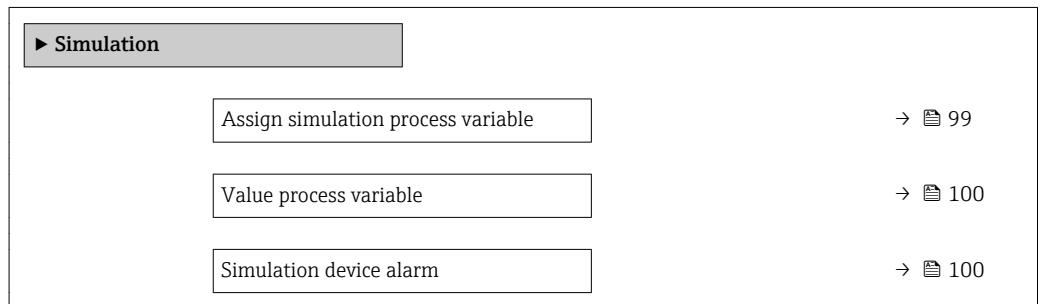 ▶ Simulation
Assign simulation process variable → 99
Value process variable → 100
Simulation device alarm → 100